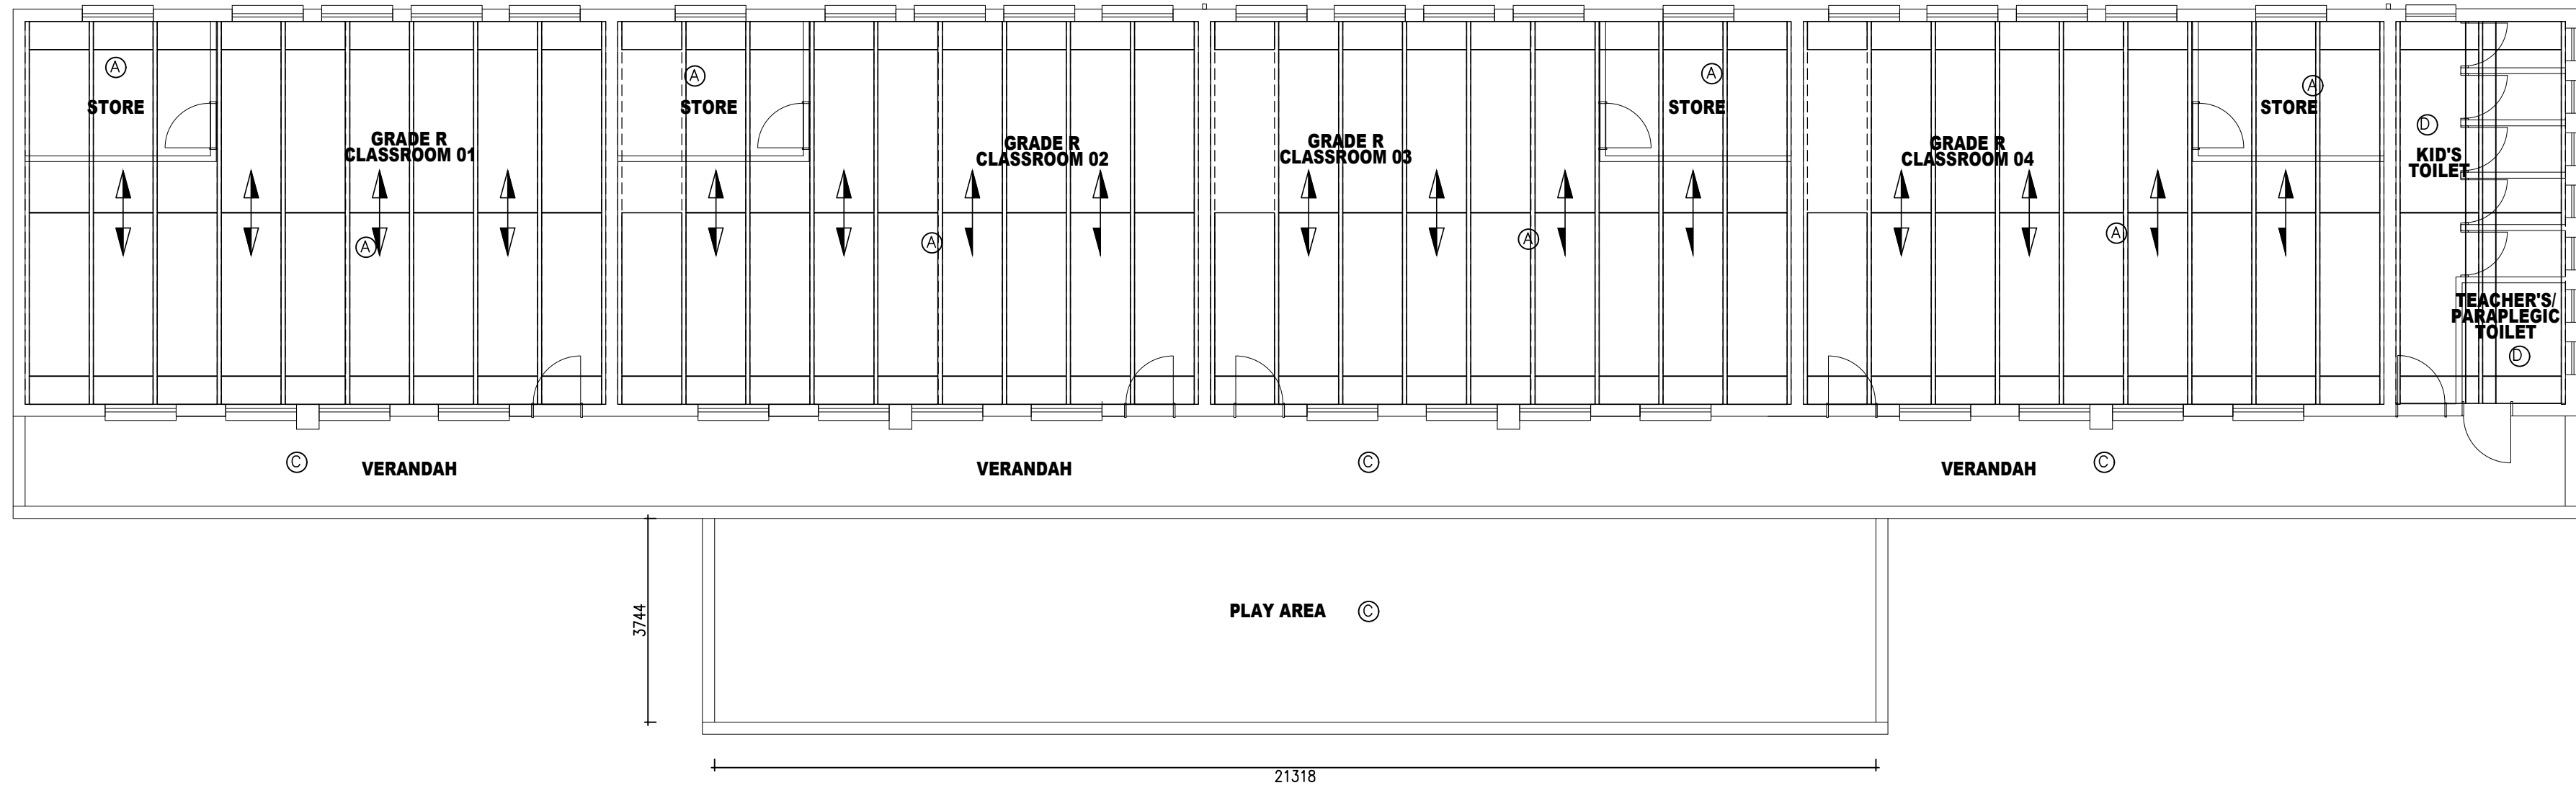 A
STORE
GRADE R
CLASSROOM 01
A
A
STORE
GRADE R
CLASSROOM 02
A
GRADE R
CLASSROOM 03
A
STORE
A
GRADE R
CLASSROOM 04
A
STORE
A
D
KID'S
TOILET
TEACHER'S/
PARAPLEGIC
TOILET
D
C
VERANDAH
VERANDAH
C
VERANDAH
C
3744
PLAY AREA
C
21318